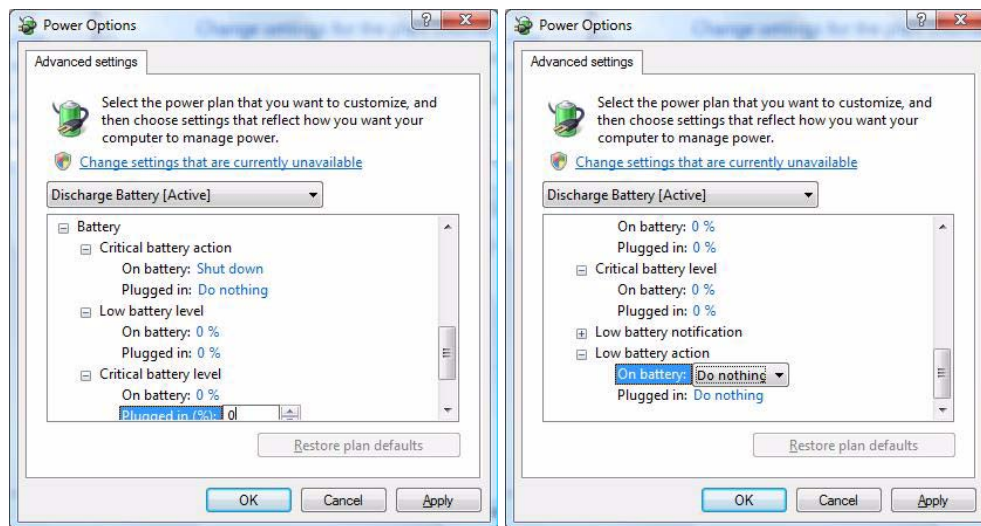 Power Options
Advanced settings
Select the power plan that you want to customize, and
then choose settings that reflect how you want your
computer to manage power.
Change settings that are currently unavailable
Discharge Battery [Active]
Battery
Critical battery action
On battery: Shut down
Plugged in: Do nothing
Low battery level
On battery: 0 %
Plugged in: 0 %
Critical battery level
On battery: 0 %
Plugged in (%): 0
Restore plan defaults
OK Cancel Apply
Power Options
Advanced settings
Select the power plan that you want to customize, and
then choose settings that reflect how you want your
computer to manage power.
Change settings that are currently unavailable
Discharge Battery [Active]
On battery: 0 %
Plugged in: 0 %
Critical battery level
On battery: 0 %
Plugged in: 0 %
Low battery notification
Low battery action
On battery: Do nothing
Plugged in: Do nothing
Restore plan defaults
OK Cancel Apply